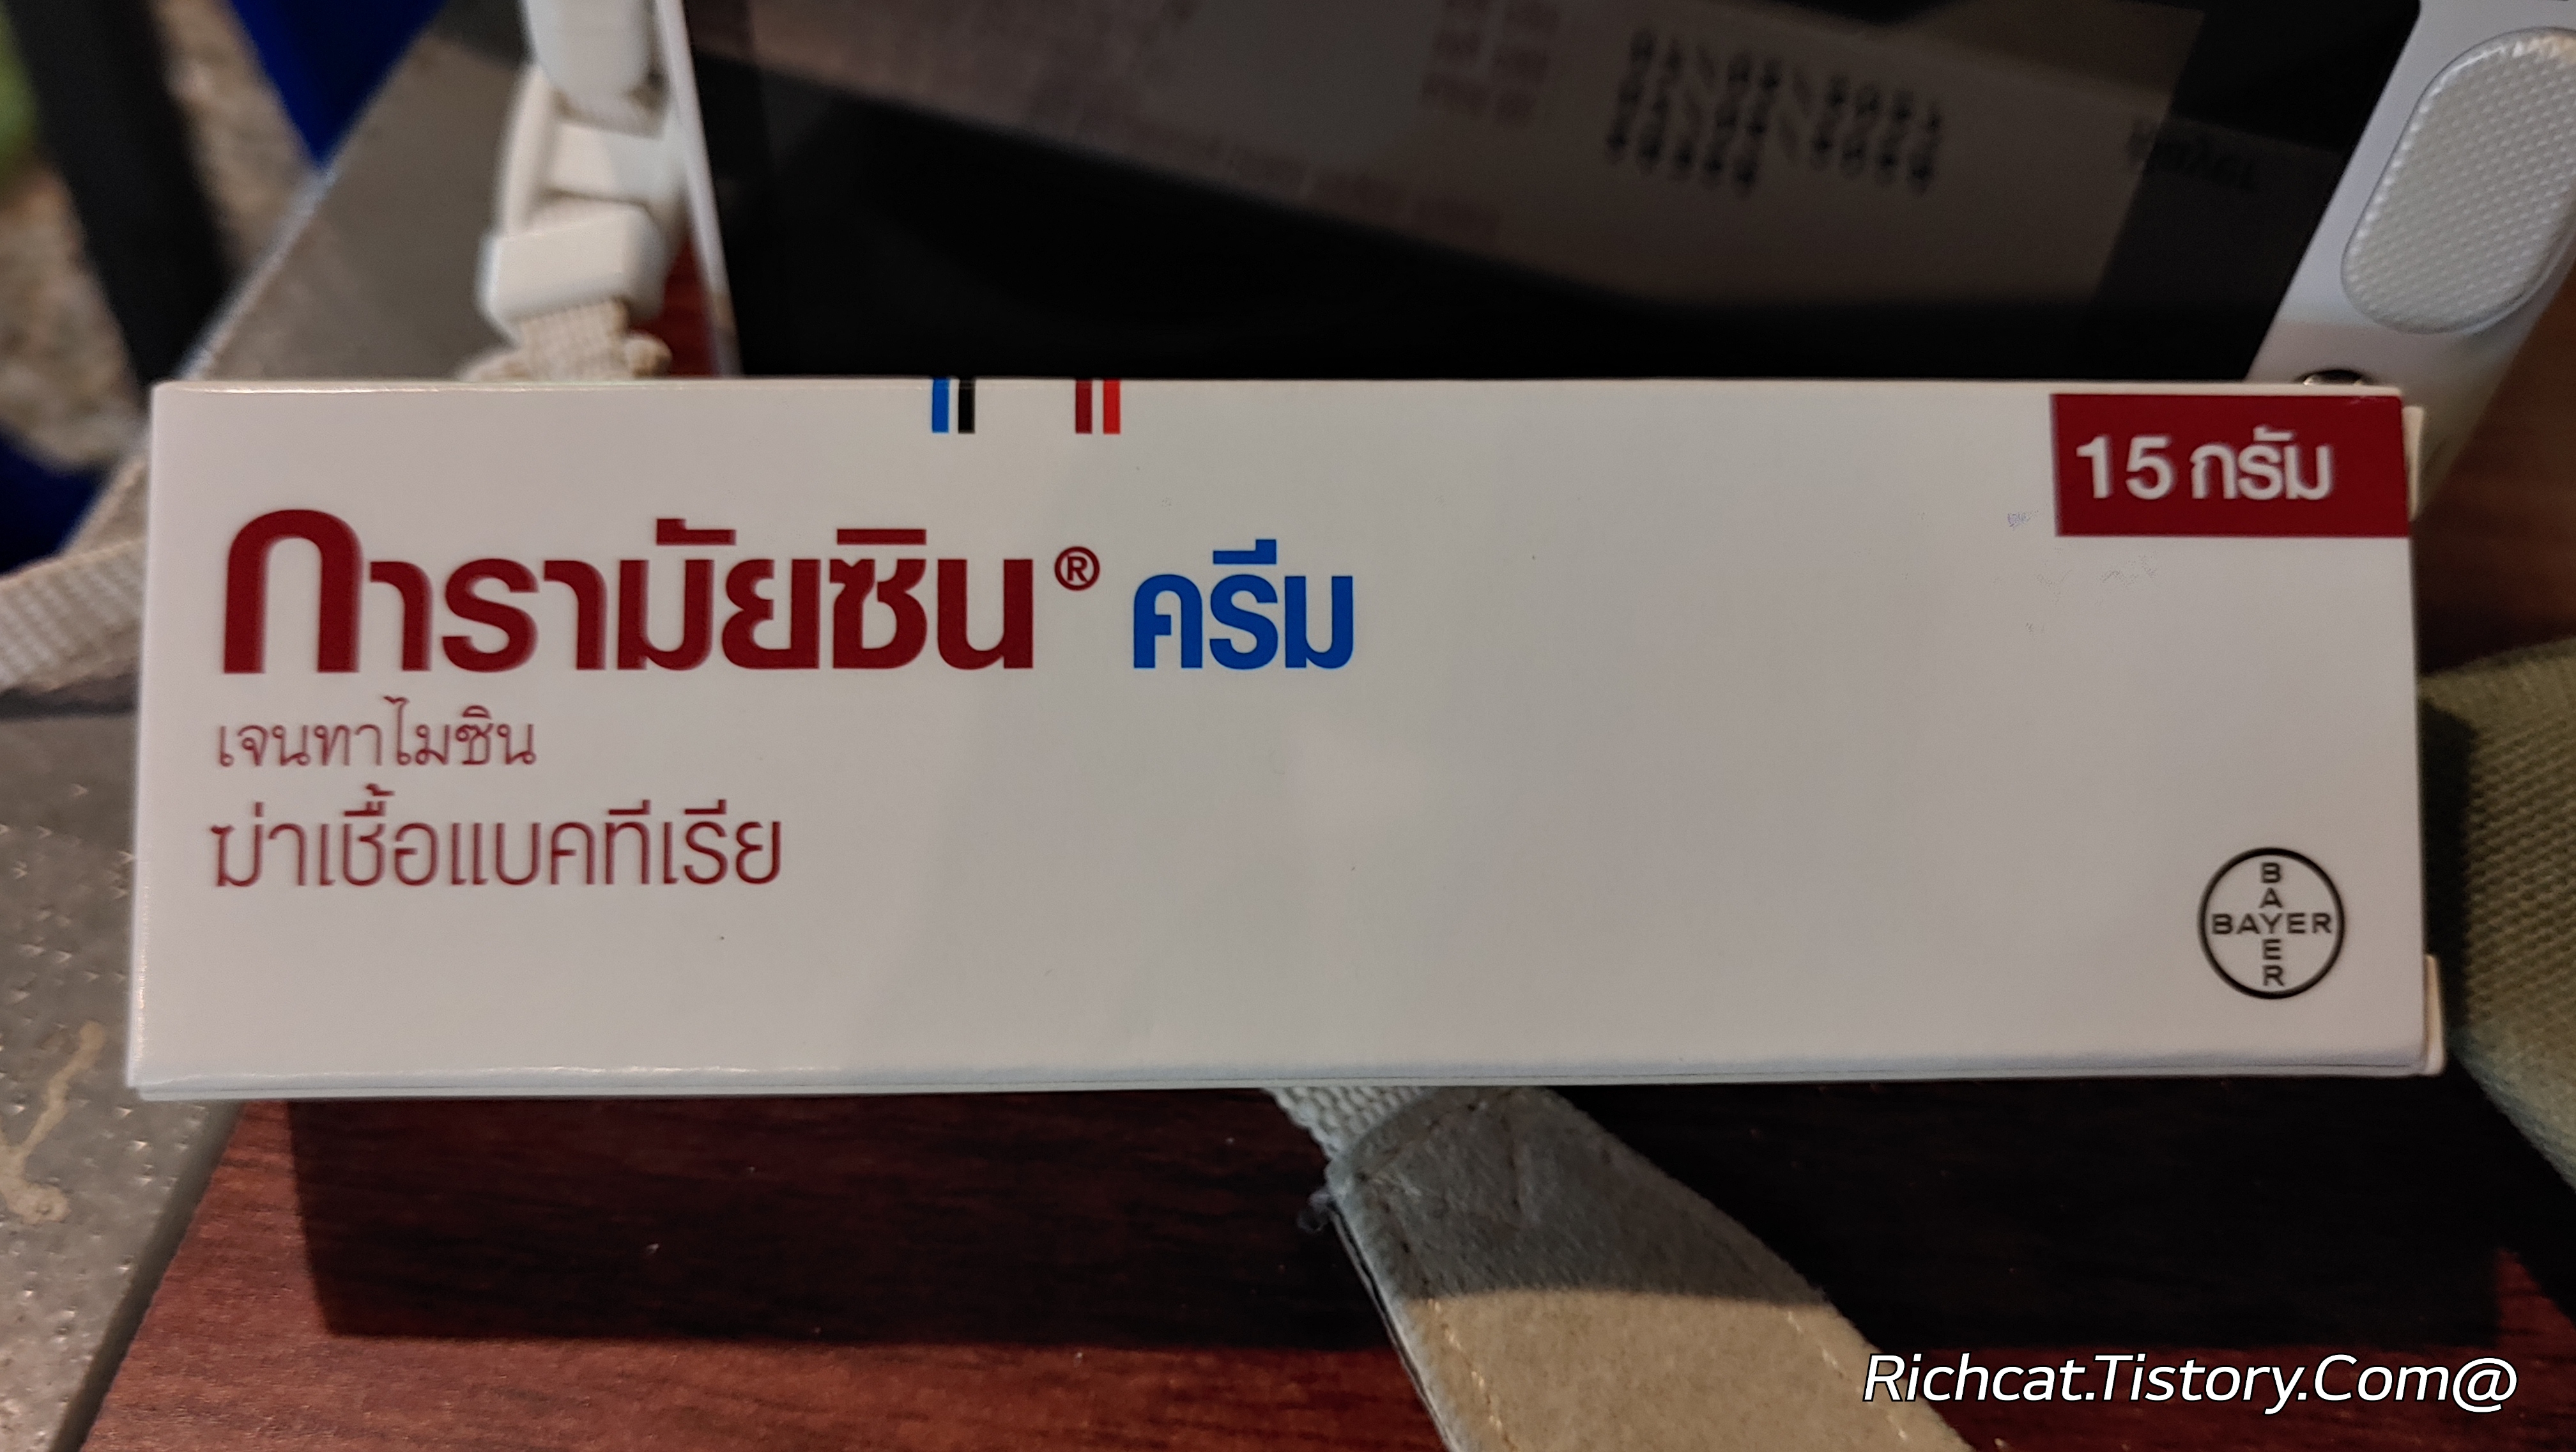 15 กรัม
การามัยซิน® ครีม
เจนทาไมซิน
ฆ่าเชื้อแบคทีเรีย
BAYER
BAYER
Richcat.Tistory.Com@